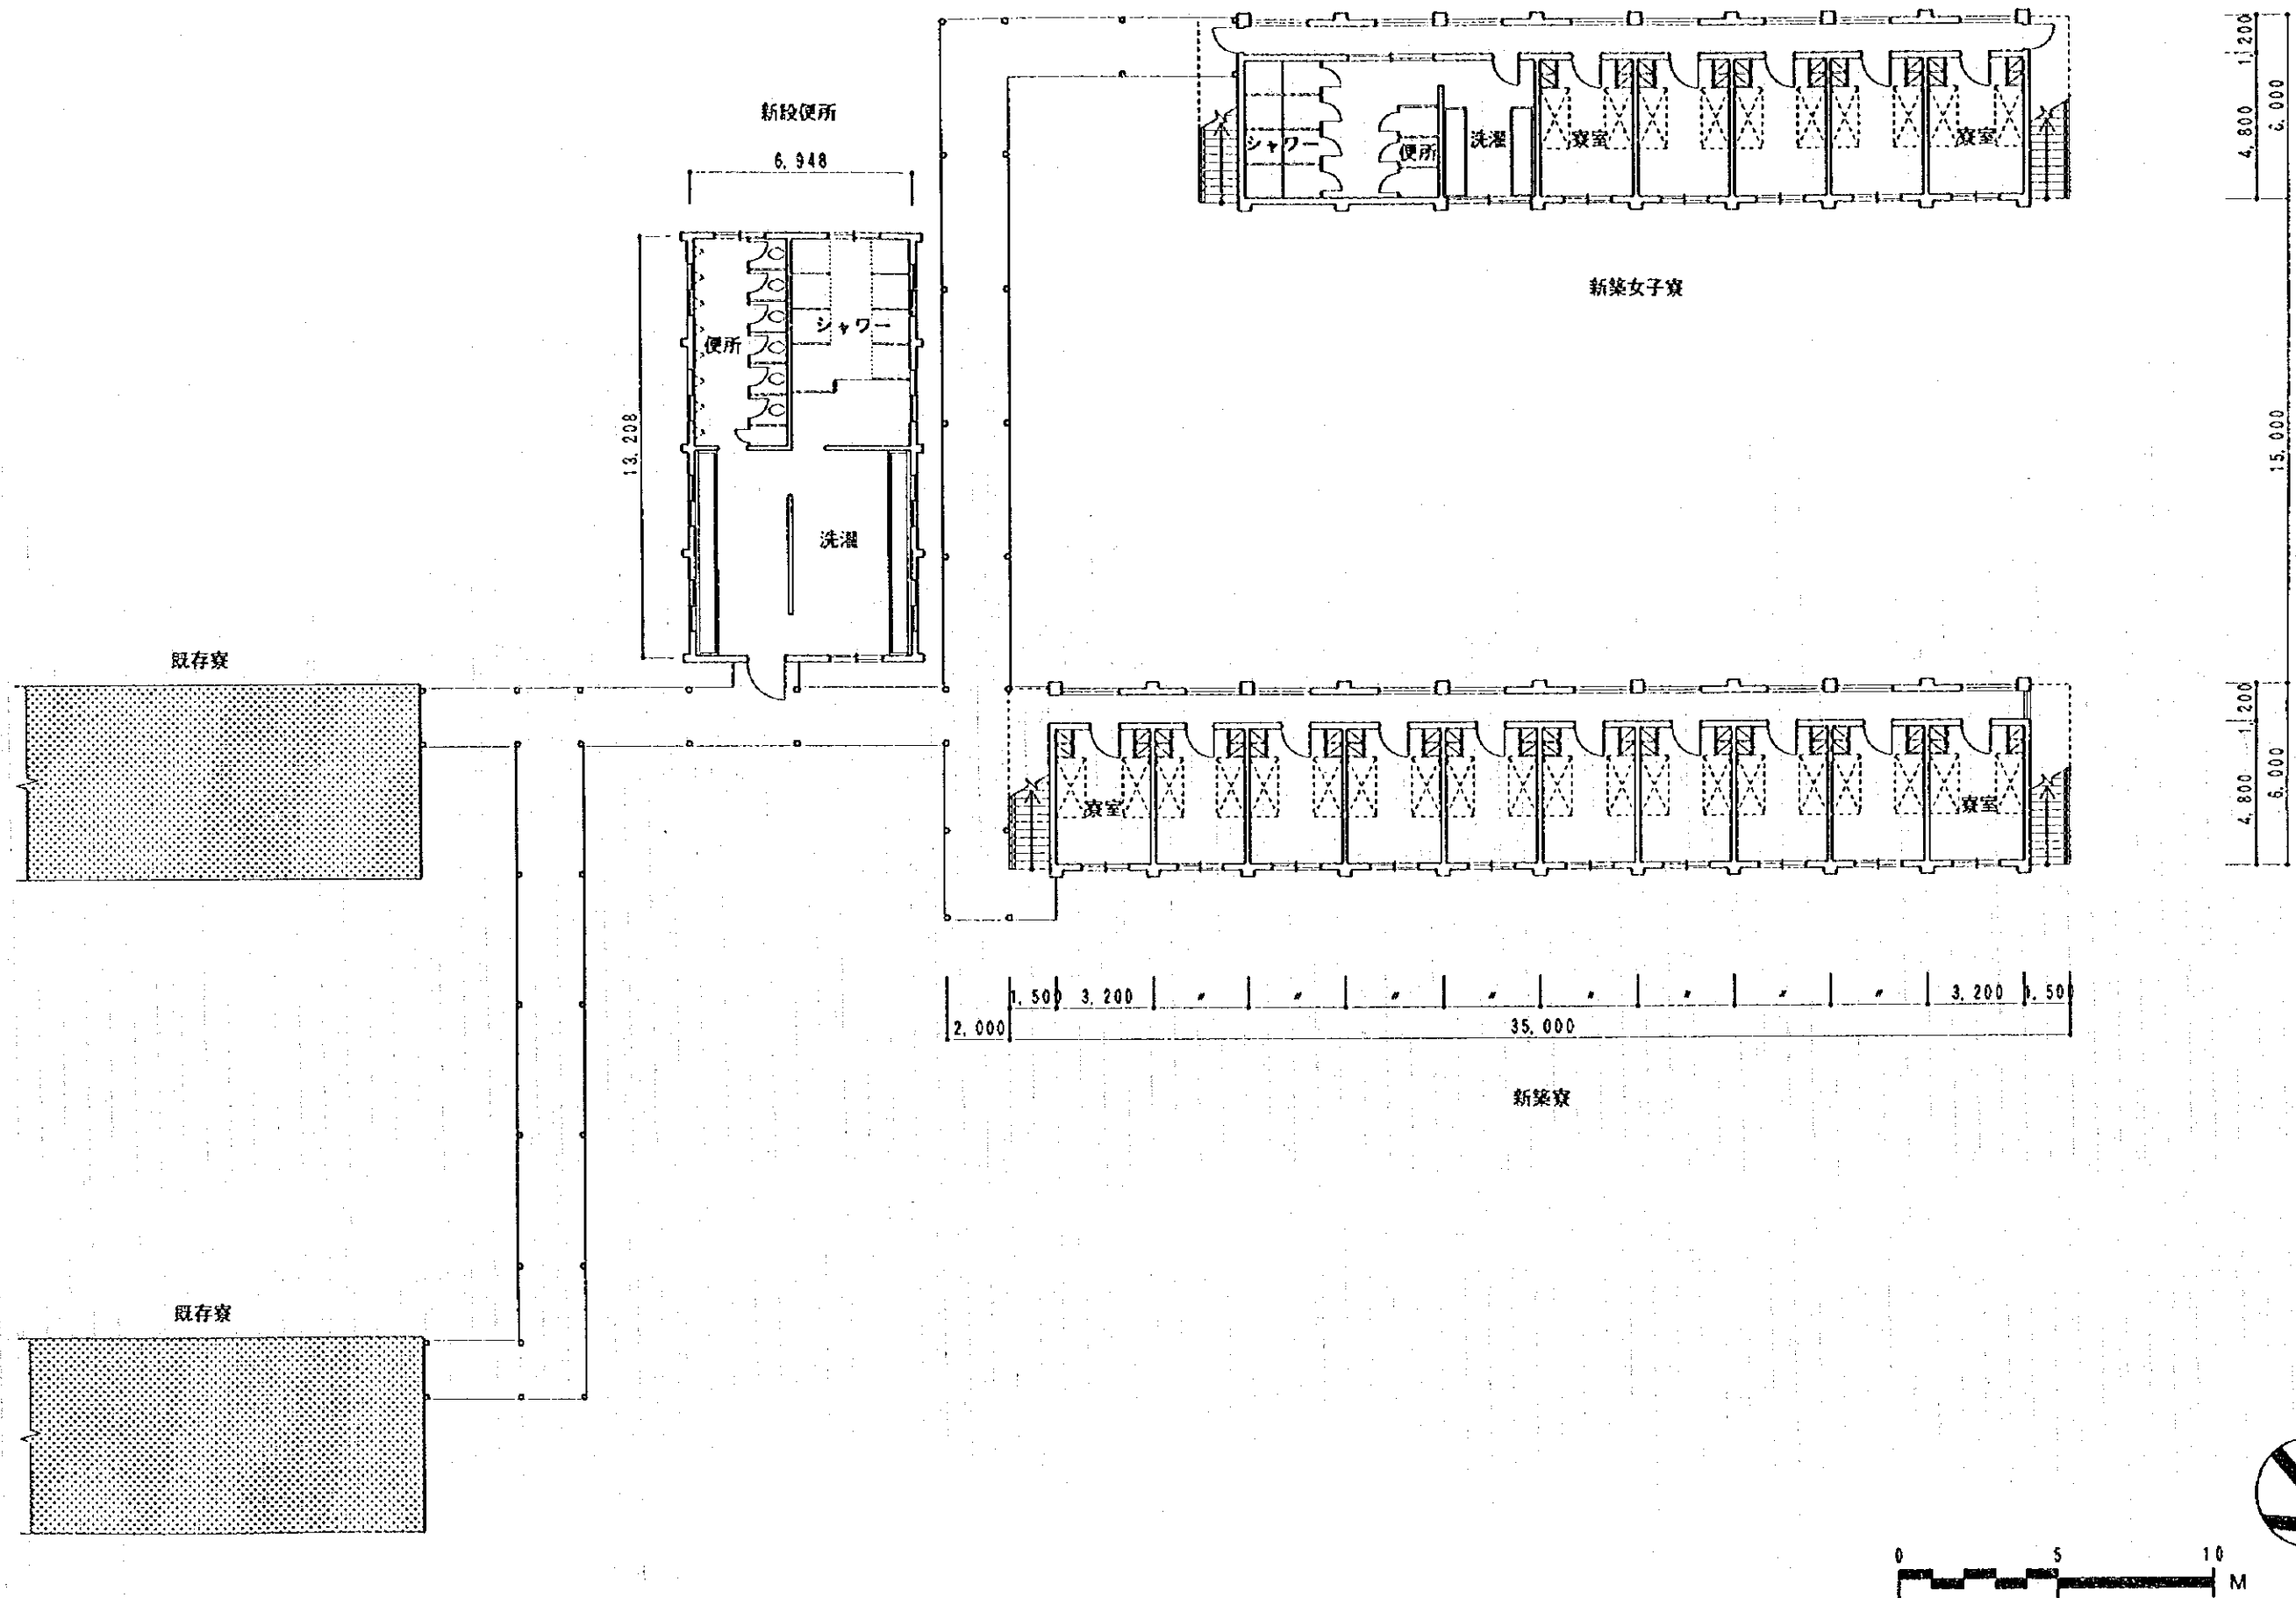 新設便所
6,948
シャワー
便所
洗濯
寮室
寮室
1,200
4,800
6,000
新築女子寮
便所
シャワー
13,208
洗濯
15,000
既存寮
寮室
寮室
1,200
4,800
6,000
1,500 3,200 〃 〃 〃 〃 〃 〃 〃 〃 3,200 1,500
2,000 35,000
新築寮
既存寮
0 5 10 M